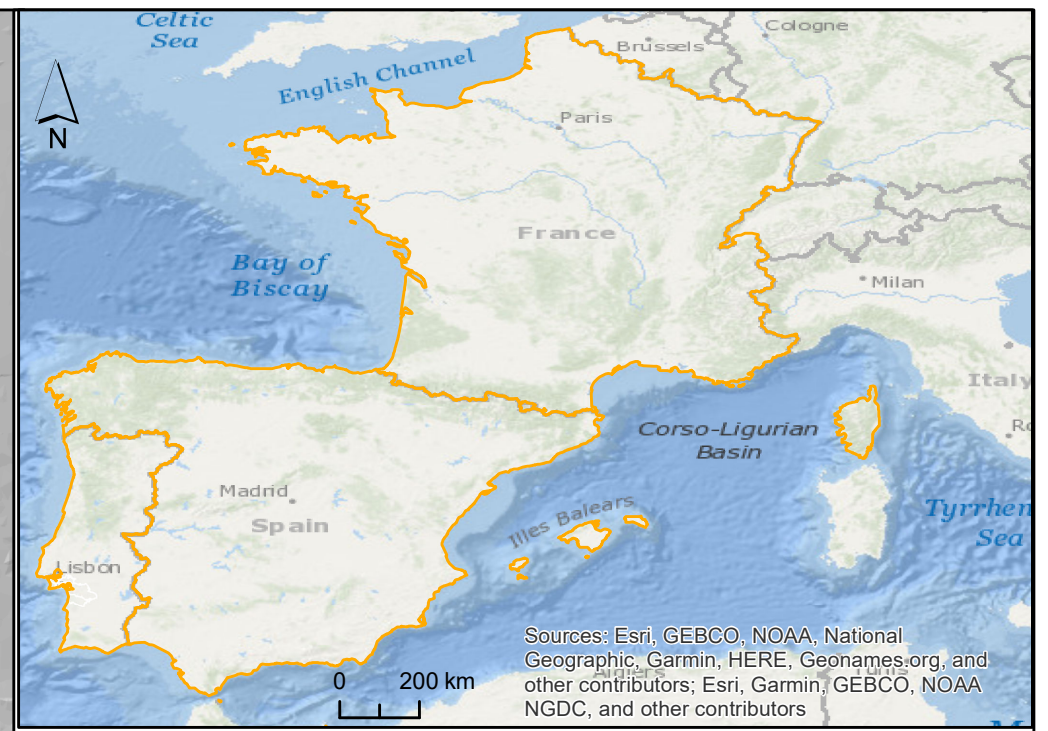 Celtic
Sea
Cologne
Brussels
English Channel
N
Paris
France
Bay of
Biscay
Milan
Italy
Corso-Ligurian
Basin
Madrid
Spain
Illes Balears
Tyrrhen
Sea
Lisbon
Sources: Esri, GEBCO, NOAA, National
Geographic, Garmin, HERE, Geonames.org, and
other contributors; Esri, Garmin, GEBCO, NOAA
NGDC, and other contributors
Algiers
Tunis
0 200 km